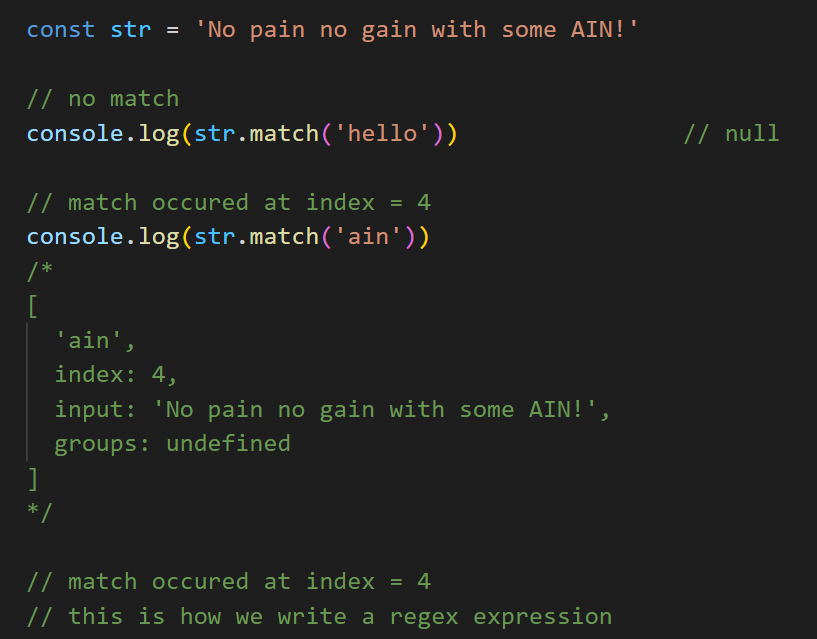 const str = 'No pain no gain with some AIN!'
// no match
console.log(str.match('hello')) // null
// match occured at index = 4
console.log(str.match('ain'))
/*
[
'ain',
index: 4,
input: 'No pain no gain with some AIN!',
groups: undefined
]
*/
// match occured at index = 4
// this is how we write a regex expression